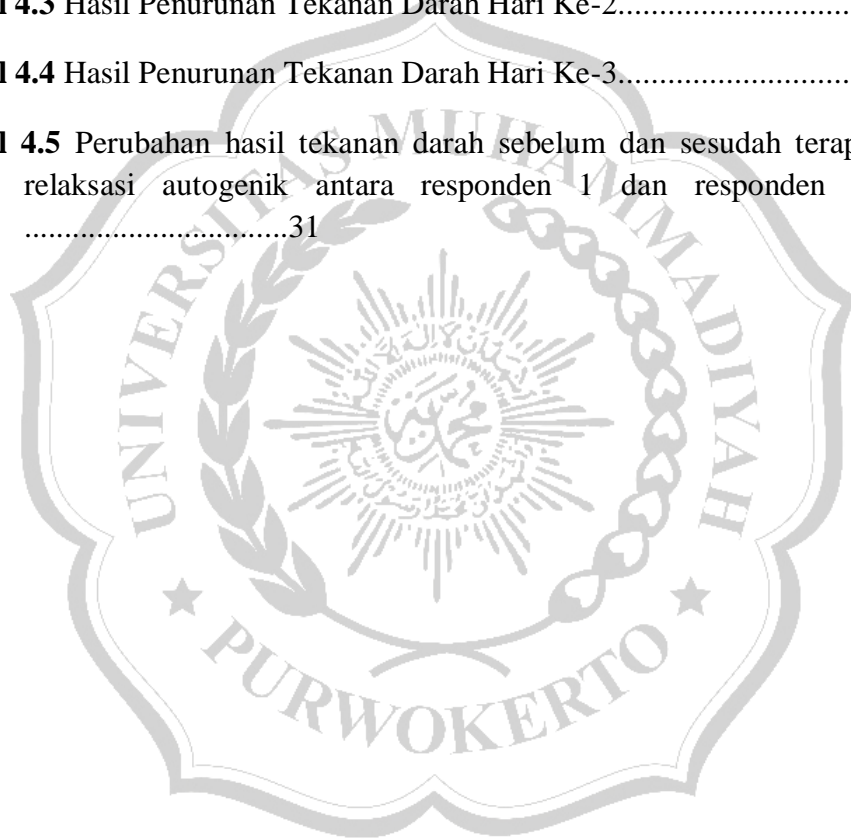 l 4.3 Hasil Penurunan Tekanan Darah Hari Ke-2.............................
l 4.4 Hasil Penurunan Tekanan Darah Hari Ke-3.............................
l 4.5 Perubahan hasil tekanan darah sebelum dan sesudah terap
relaksasi autogenik antara responden 1 dan responden
.................................31
UNIVERSITAS MUHAMMADIYAH
PURWOKERTO